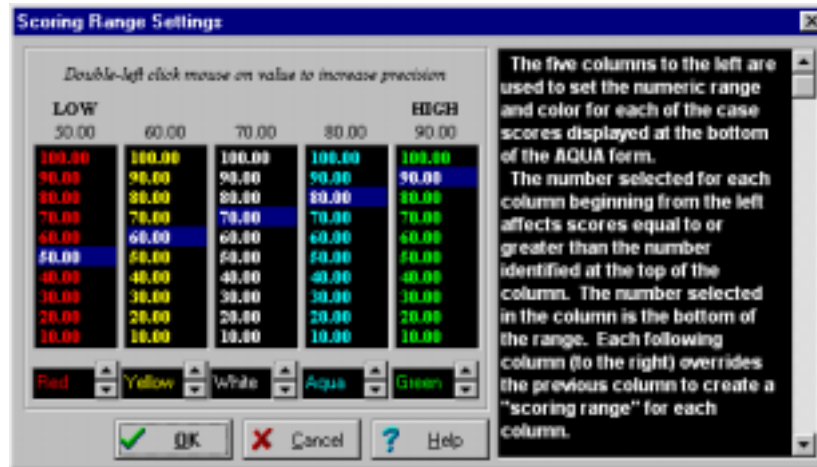 Scoring Range Settings
Double-left click mouse on value to increase precision
LOW HIGH
50.00 60.00 70.00 80.00 90.00
100.00 100.00 100.00 100.00 100.00
90.00 90.00 90.00 90.00 90.00
80.00 80.00 80.00 80.00 80.00
70.00 70.00 70.00 70.00 70.00
60.00 60.00 60.00 60.00 60.00
50.00 50.00 50.00 50.00 50.00
40.00 40.00 40.00 40.00 40.00
30.00 30.00 30.00 30.00 30.00
20.00 20.00 20.00 20.00 20.00
10.00 10.00 10.00 10.00 10.00
Red Yellow White Aqua Green
OK Cancel Help
The five columns to the left are
used to set the numeric range
and color for each of the case
scores displayed at the bottom
of the AQUA form.
The number selected for each
column beginning from the left
affects scores equal to or
greater than the number
identified at the top of the
column. The number selected
in the column is the bottom of
the range. Each following
column (to the right) overrides
the previous column to create a
"scoring range" for each
column.